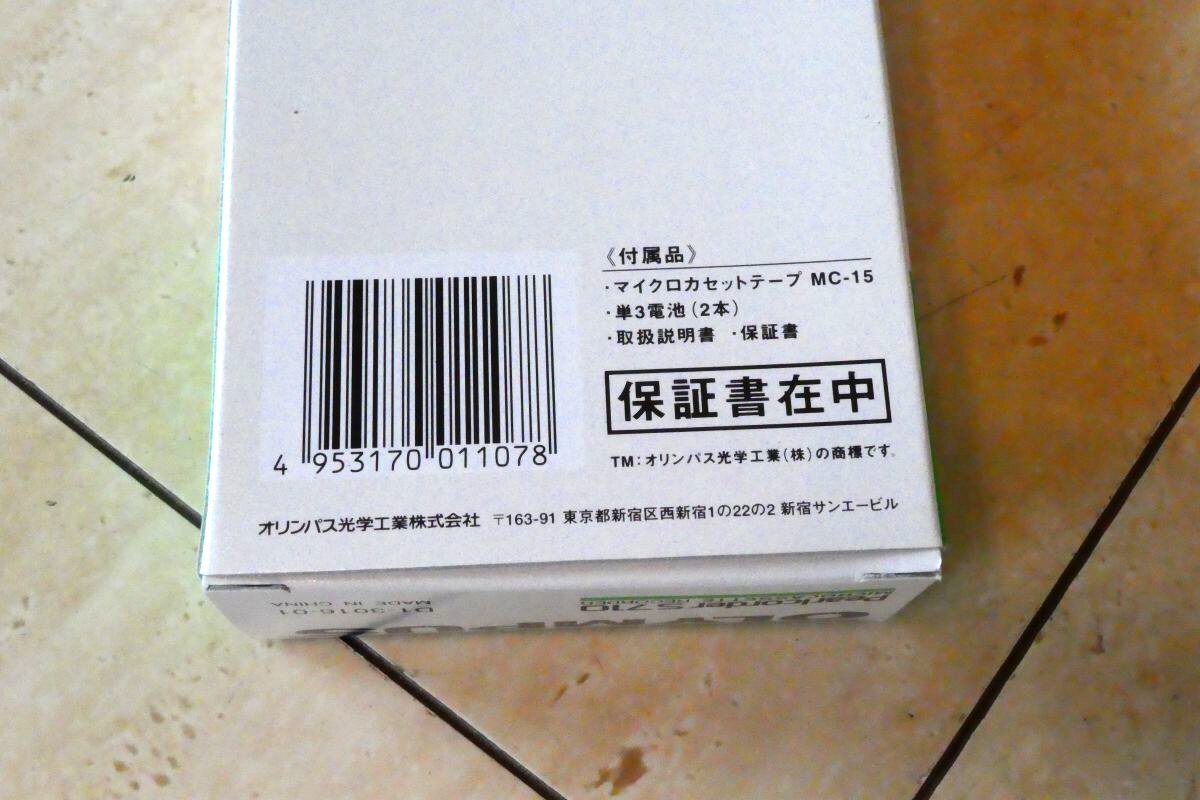 《付属品》
・マイクロカセットテープ MC-15
・単3電池(2本)
・取扱説明書 ・保証書
保証書在中
TM:オリンパス光学工業(株)の商標です。
4 953170 011078
オリンパス光学工業株式会社 〒163-91 東京都新宿区西新宿1の22の2 新宿サンエービル
OLYMPUS
Pearlcorder S710
MICROCASSETTE RECORDER
MADE IN CHINA